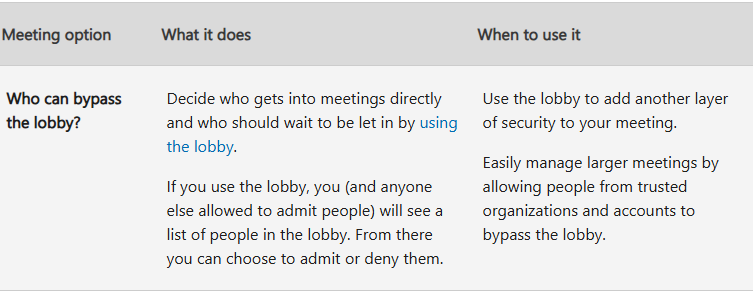 Meeting option
What it does
When to use it
Who can bypass
the lobby?
Decide who gets into meetings directly
and who should wait to be let in by using
the lobby.
If you use the lobby, you (and anyone
else allowed to admit people) will see a
list of people in the lobby. From there
you can choose to admit or deny them.
Use the lobby to add another layer
of security to your meeting.
Easily manage larger meetings by
allowing people from trusted
organizations and accounts to
bypass the lobby.